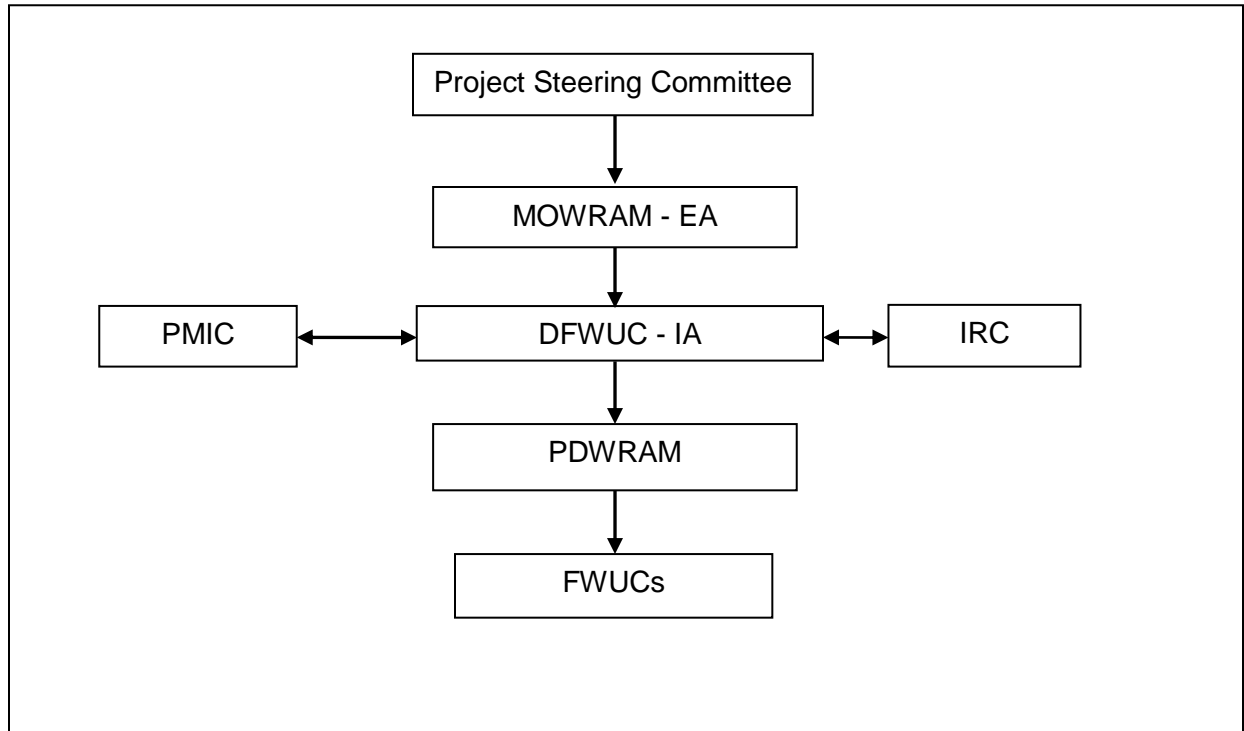 Project Steering Committee
MOWRAM - EA
PMIC
DFWUC - IA
IRC
PDWRAM
FWUCs